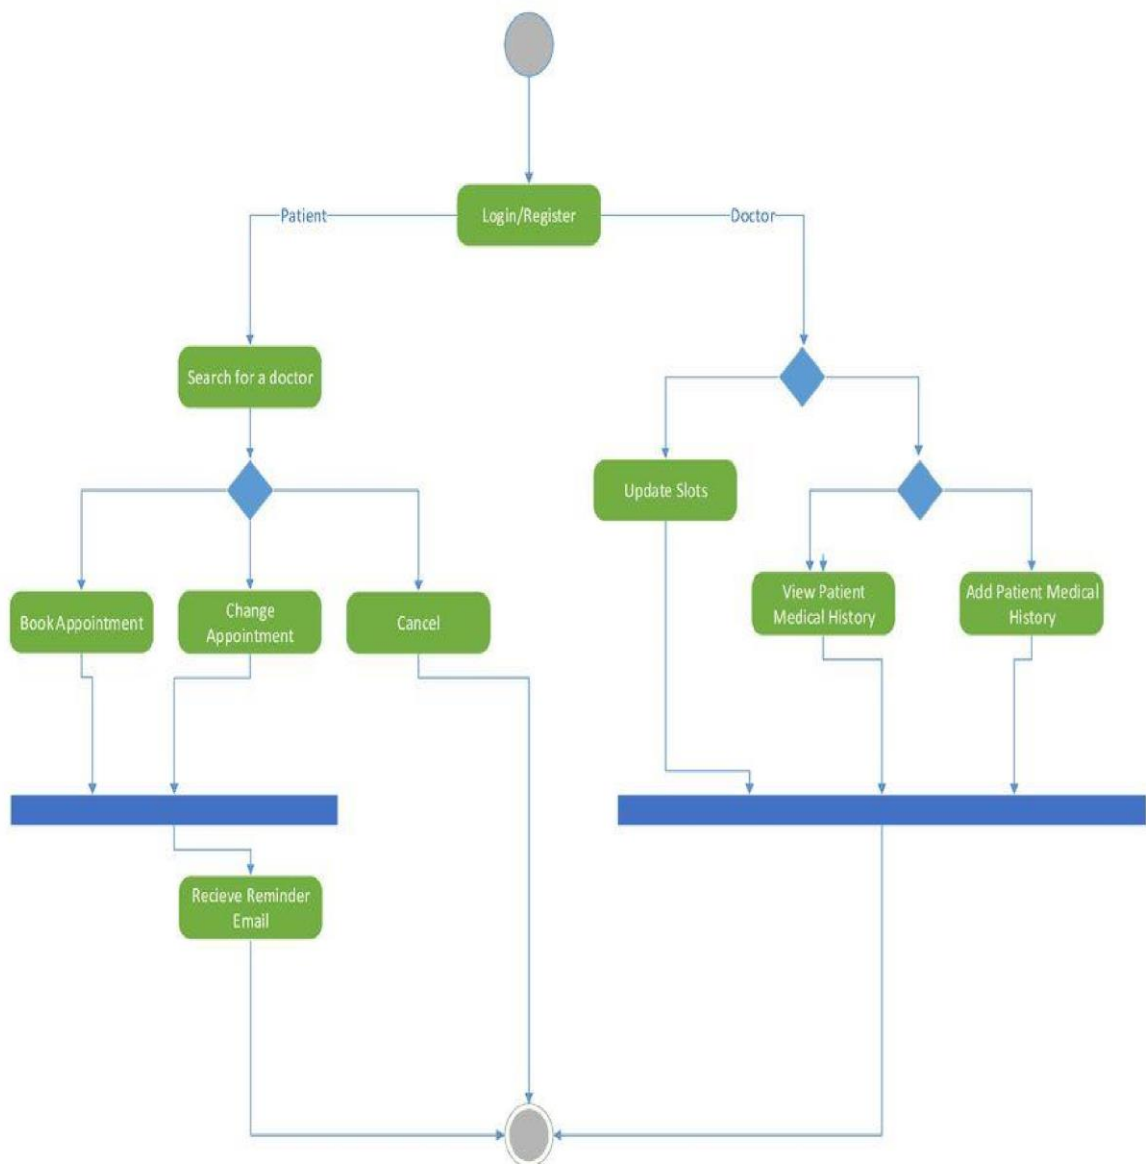 Login/Register
Patient
Doctor
Search for a doctor
Update Slots
View Patient
Medical History
Add Patient Medical
History
Book Appointment
Change
Appointment
Cancel
Recieve Reminder
Email